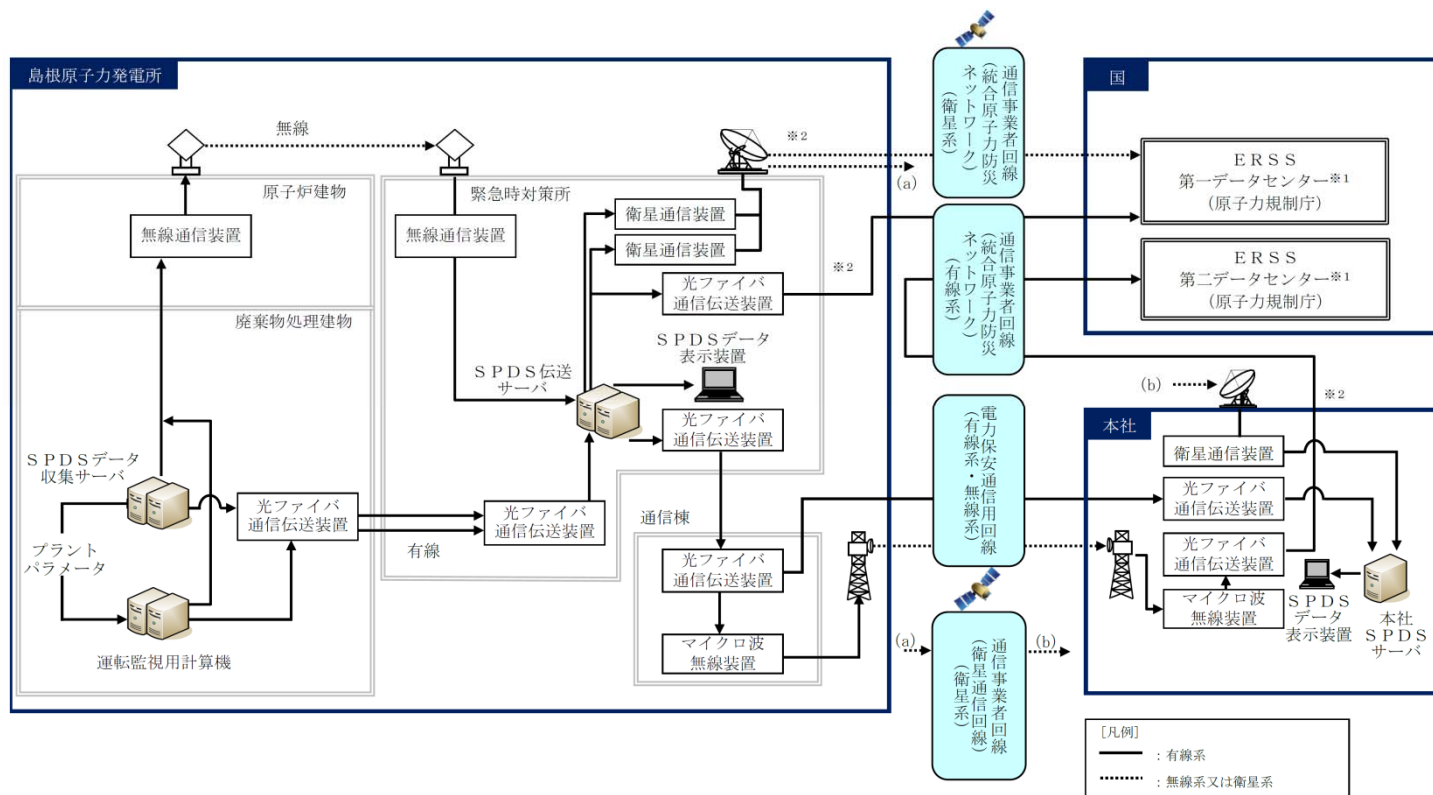 島根原子力発電所
無線
原子炉建物
無線通信装置
廃棄物処理建物
SPDSデータ
収集サーバ
プラント
パラメータ
運転監視用計算機
光ファイバ
通信伝送装置
有線
緊急時対策所
無線通信装置
衛星通信装置
衛星通信装置
光ファイバ
通信伝送装置
SPDSデータ
表示装置
SPDS伝送
サーバ
光ファイバ
通信伝送装置
光ファイバ
通信伝送装置
通信棟
光ファイバ
通信伝送装置
マイクロ波
無線装置
※2
(a)
※2
通信事業者回線
(統合原子力防災
ネットワーク)
(衛星系)
通信事業者回線
(統合原子力防災
ネットワーク)
(有線系)
電力保安通信用回線
(有線系・無線系)
(a)
通信事業者回線
(衛星通信回線)
(衛星系)
(b)
国
ERSS
第一データセンター※1
(原子力規制庁)
ERSS
第二データセンター※1
(原子力規制庁)
(b)
※2
本社
衛星通信装置
光ファイバ
通信伝送装置
光ファイバ
通信伝送装置
マイクロ波
無線装置
SPDS
データ
表示装置
本社
SPDS
サーバ
[凡例]
:有線系
:無線系又は衛星系